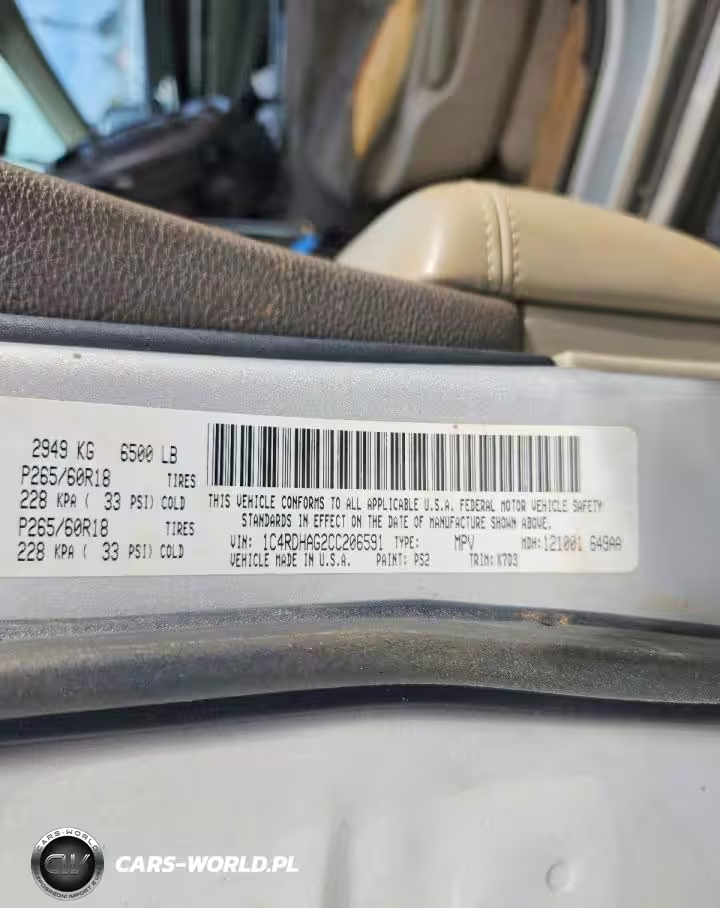 2949 KG 6500 LB
P265/60R18 TIRES
228 KPA ( 33 PSI) COLD
P265/60R18 TIRES
228 KPA ( 33 PSI) COLD
THIS VEHICLE CONFORMS TO ALL APPLICABLE U.S.A. FEDERAL MOTOR VEHICLE SAFETY
STANDARDS IN EFFECT ON THE DATE OF MANUFACTURE SHOWN ABOVE.
VIN: 1C4RDHAG2CC206591 TYPE: MPV MDH: 121001 649AA
VEHICLE MADE IN U.S.A. PAINT: PS2 TRIM: K7D3
CARS-WORLD
CW
CARS-WORLD.PL